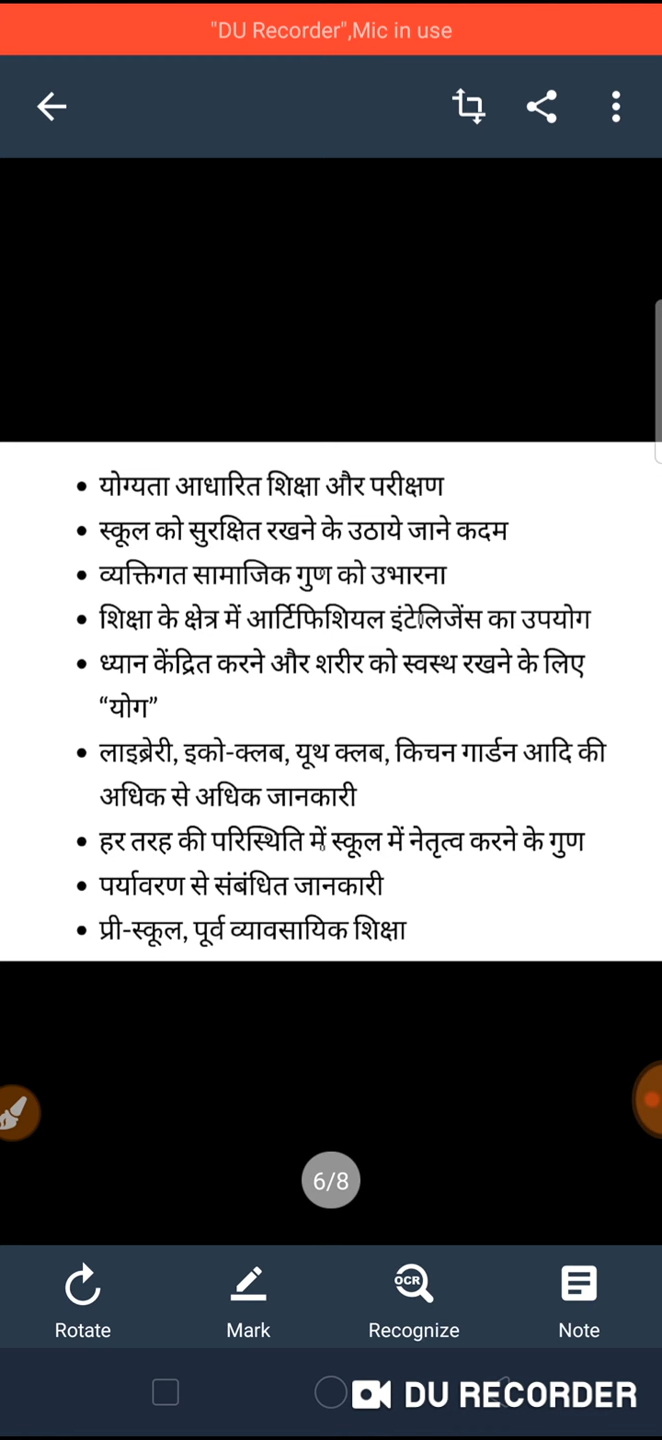 "DU Recorder",Mic in use
• योग्यता आधारित शिक्षा और परीक्षण
• स्कूल को सुरक्षित रखने के उठाये जाने कदम
• व्यक्तिगत सामाजिक गुण को उभारना
• शिक्षा के क्षेत्र में आर्टिफिशियल इंटेलिजेंस का उपयोग
• ध्यान केंद्रित करने और शरीर को स्वस्थ रखने के लिए
“योग”
• लाइब्रेरी, इको-क्लब, यूथ क्लब, किचन गार्डन आदि की
अधिक से अधिक जानकारी
• हर तरह की परिस्थिति में स्कूल में नेतृत्व करने के गुण
• पर्यावरण से संबंधित जानकारी
• प्री-स्कूल, पूर्व व्यावसायिक शिक्षा
6/8
OCR
Rotate Mark Recognize Note
DU RECORDER